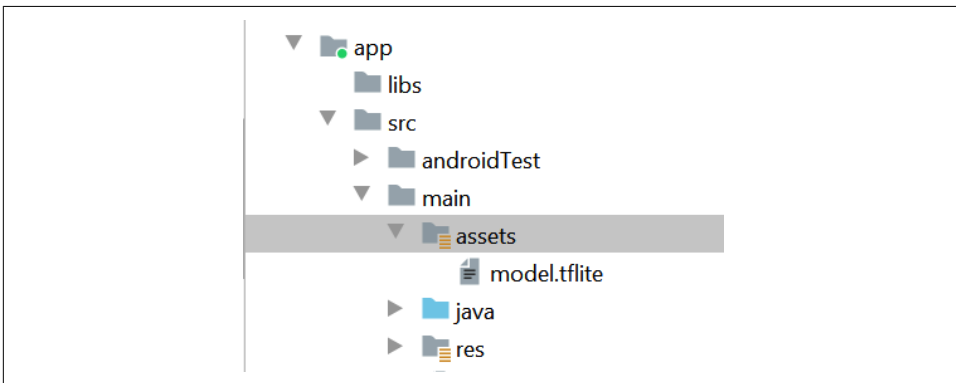 app
libs
src
androidTest
main
assets
model.tflite
java
res